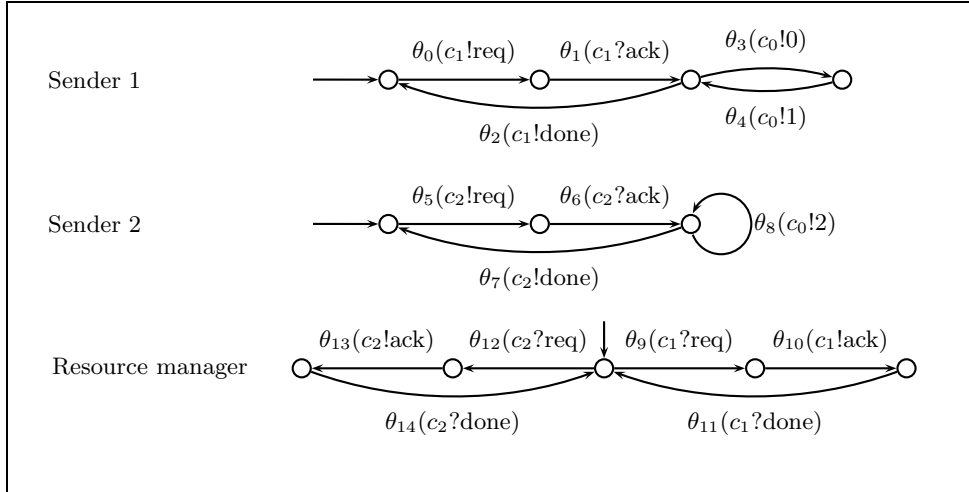 θ3(c0!0)
θ0(c1!req) θ1(c1?ack)
Sender 1
θ4(c0!1)
θ2(c1!done)
θ5(c2!req) θ6(c2?ack)
Sender 2 θ8(c0!2)
θ7(c2!done)
θ13(c2!ack) θ12(c2?req) θ9(c1?req) θ10(c1!ack)
Resource manager
θ14(c2?done) θ11(c1?done)